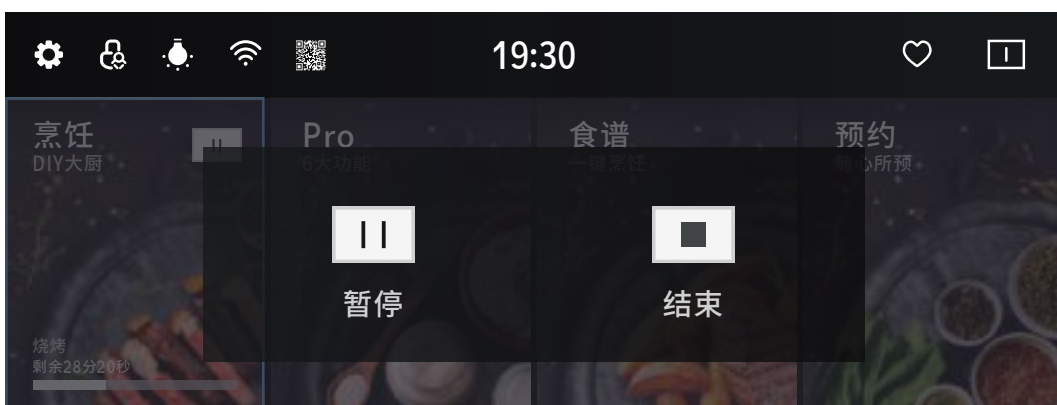 19:30
烹饪
DIY大厨
Pro
6大功能
食谱
一键烹饪
预约
随心所预
暂停
结束
烧烤
剩余28分20秒